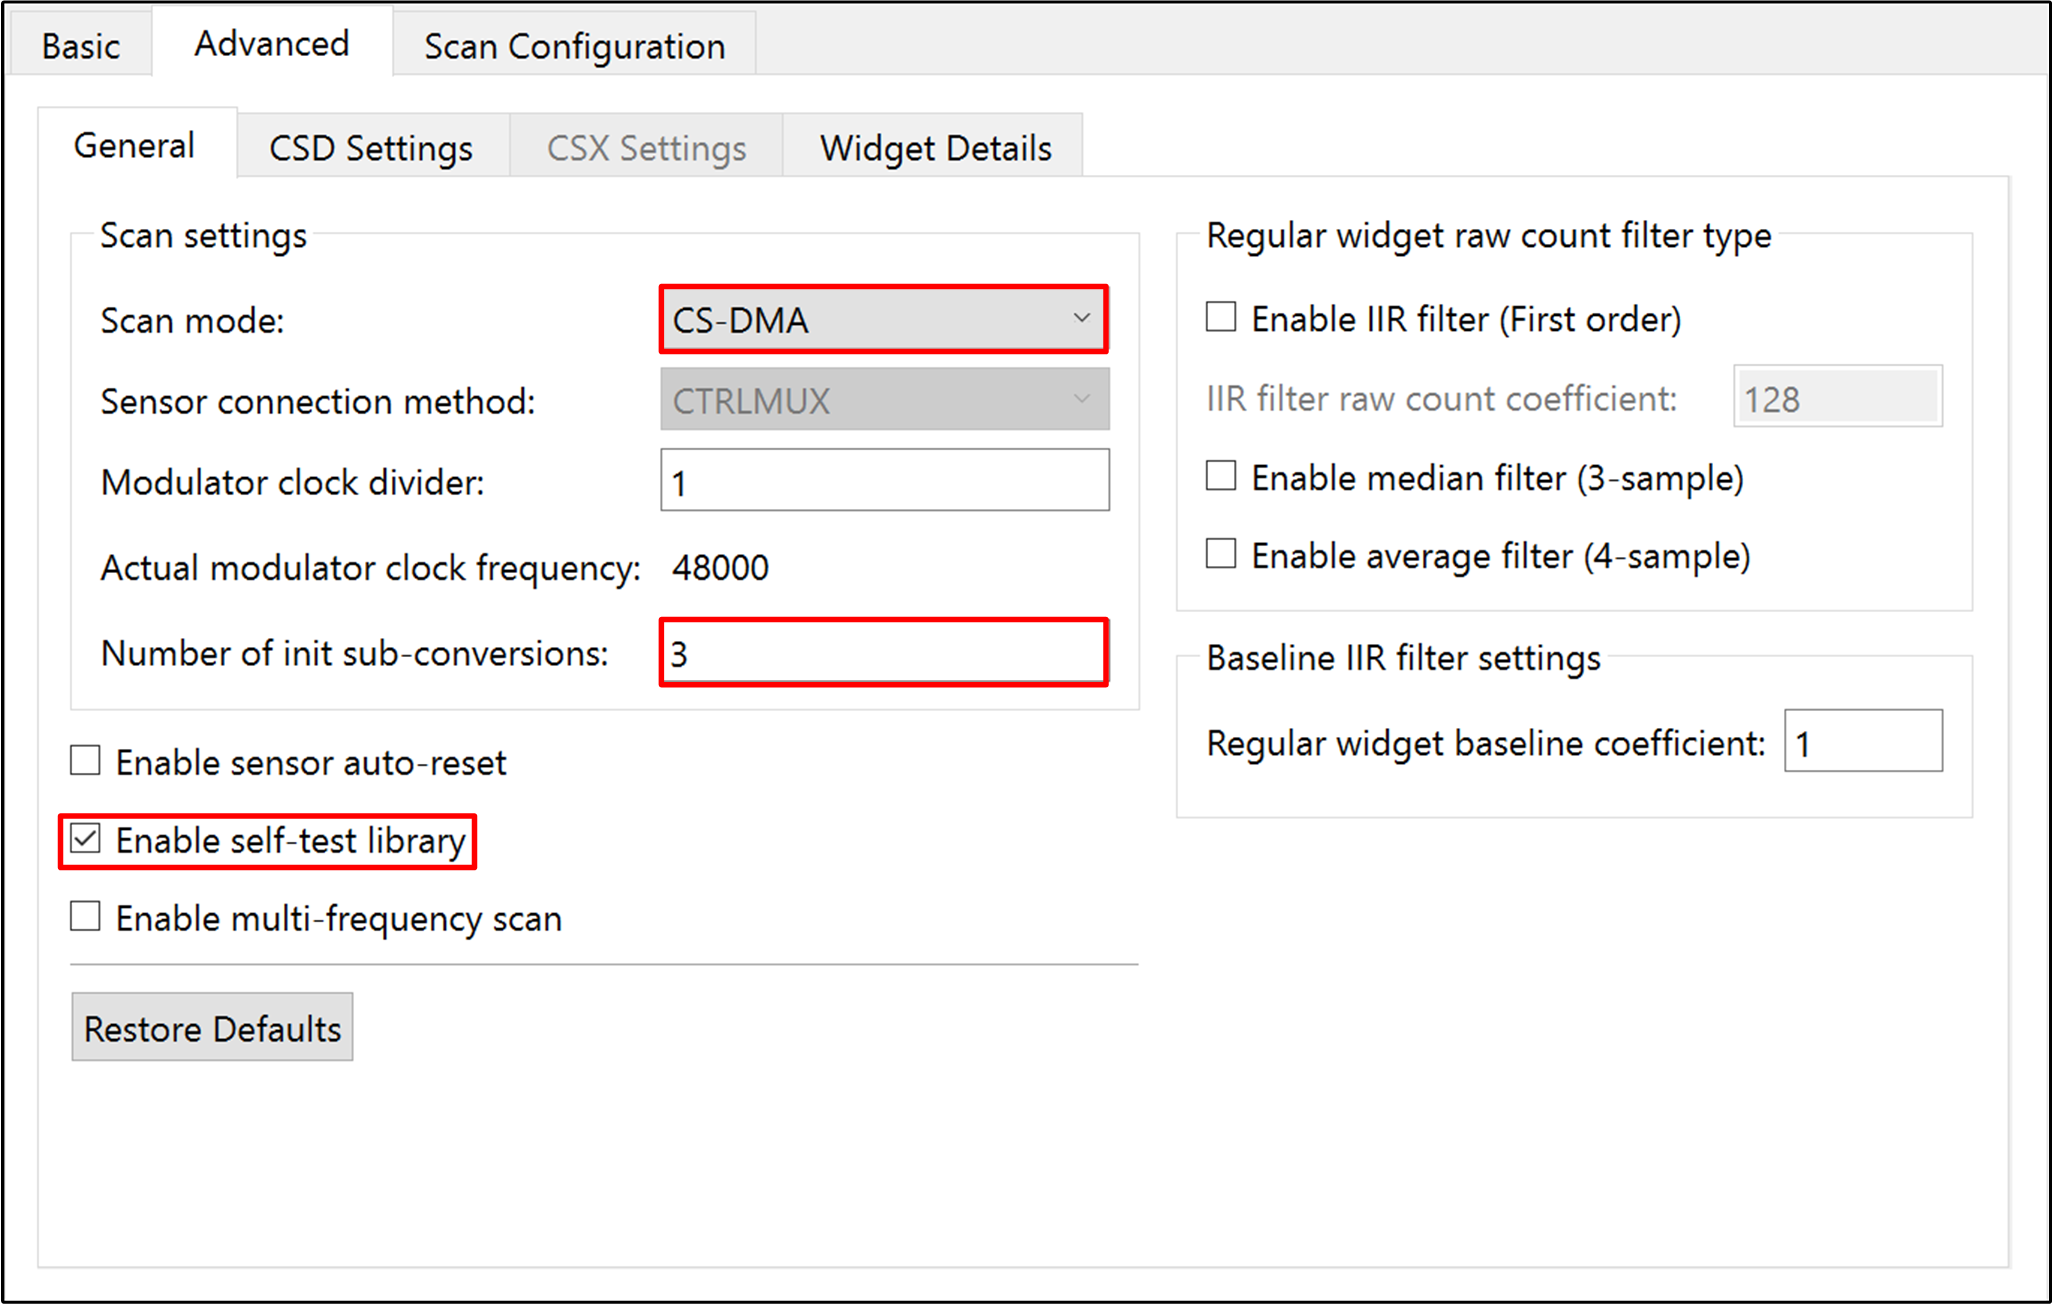 Basic
Advanced
Scan Configuration
General
CSD Settings
CSX Settings
Widget Details
Scan settings
Scan mode:
CS-DMA
Sensor connection method:
CTRLMUX
Modulator clock divider:
1
Actual modulator clock frequency:
48000
Number of init sub-conversions:
3
Enable sensor auto-reset
Enable self-test library
Enable multi-frequency scan
Restore Defaults
Regular widget raw count filter type
Enable IIR filter (First order)
IIR filter raw count coefficient:
128
Enable median filter (3-sample)
Enable average filter (4-sample)
Baseline IIR filter settings
Regular widget baseline coefficient:
1